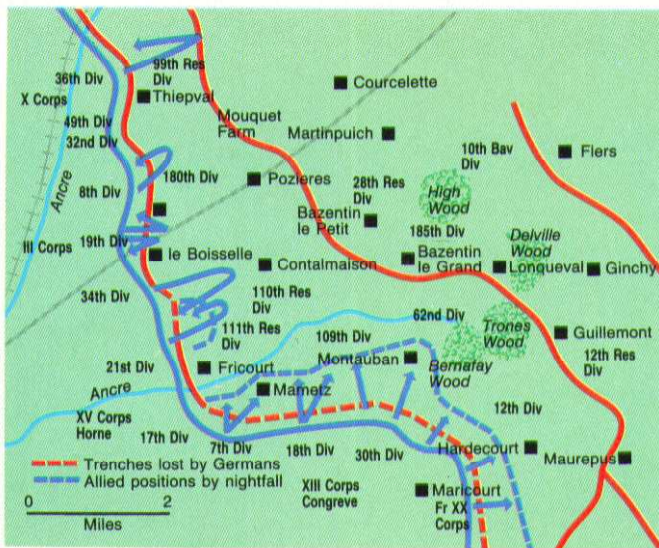 99th Res
Div
36th Div
X Corps
Thiepval
Courcelette
49th Div
32nd Div
Mouquet
Farm
Martinpuich
10th Bav
Div
Flers
Ancre
8th Div
180th Div
Pozieres
28th Res
Div
High
Wood
Bazentin
le Petit
185th Div
Delville
Wood
III Corps
19th Div
le Boisselle
Contalmaison
Bazentin
le Grand
Lonqueval
Ginchy
34th Div
110th Res
Div
111th Res
Div
109th Div
62nd Div
Trones
Wood
Guillemont
12th Res
Div
21st Div
Fricourt
Montauban
Bernafay
Wood
Ancre
Mametz
XV Corps
Horne
17th Div
7th Div
18th Div
30th Div
12th Div
Hardecourt
Maurepus
Trenches lost by Germans
Allied positions by nightfall
0 2
Miles
XIII Corps
Congreve
Maricourt
Fr XX
Corps